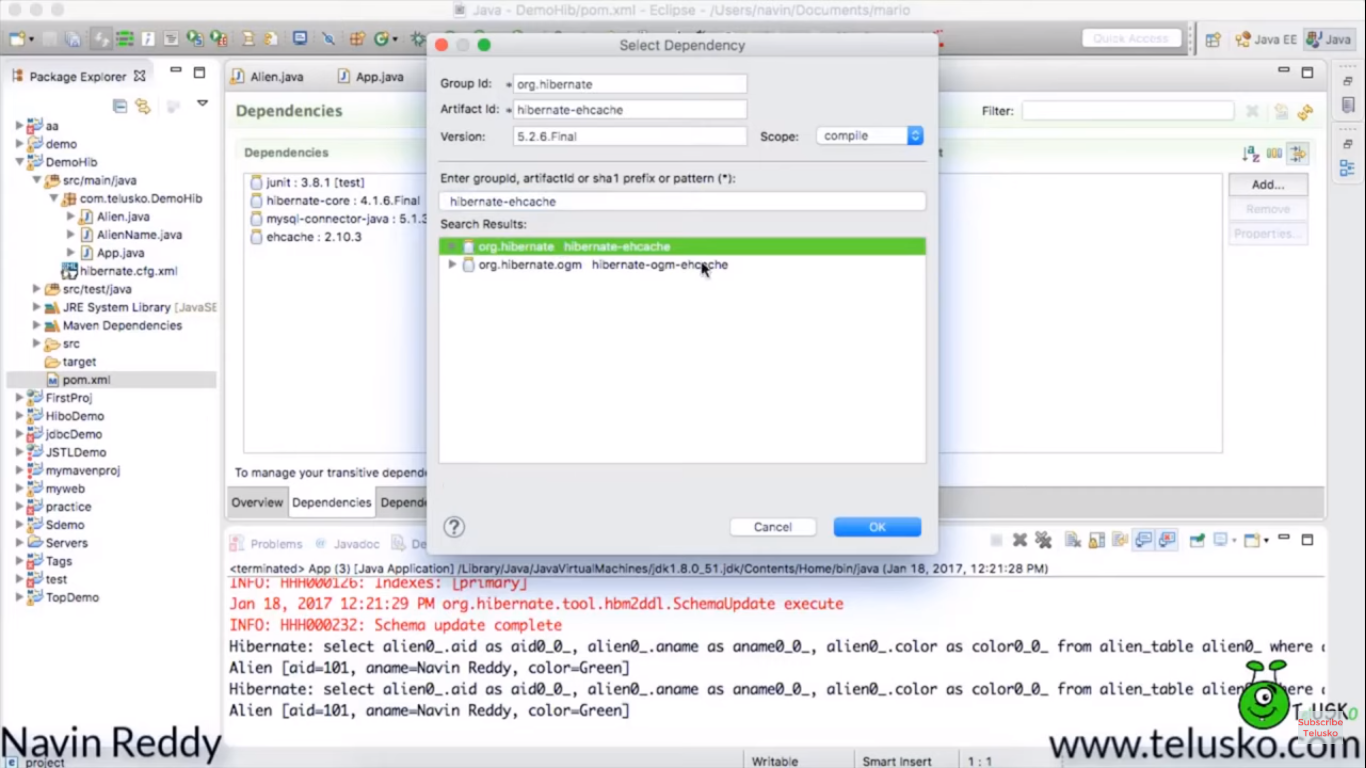 Java - DemoHib/pom.xml - Eclipse - /Users/navin/Documents/mario
Quick Access
Java EE
Java
Package Explorer
Alien.java
App.java
aa
demo
DemoHib
src/main/java
com.telusko.DemoHib
Alien.java
AlienName.java
App.java
hibernate.cfg.xml
src/test/java
JRE System Library [JavaSE
Maven Dependencies
src
target
pom.xml
FirstProj
HiboDemo
jdbcDemo
JSTLDemo
mymavenproj
myweb
practice
Sdemo
Servers
Tags
test
TopDemo
Dependencies
Filter:
Dependencies
junit : 3.8.1 [test]
hibernate-core : 4.1.6.Final
mysql-connector-java : 5.1.3
ehcache : 2.10.3
Add...
Remove
Properties...
To manage your transitive depende
Overview
Dependencies
Depende
Select Dependency
Group Id: * org.hibernate
Artifact Id: * hibernate-ehcache
Version: 5.2.6.Final Scope: compile
Enter groupId, artifactId or sha1 prefix or pattern (*):
hibernate-ehcache
Search Results:
org.hibernate hibernate-ehcache
org.hibernate.ogm hibernate-ogm-ehcache
Cancel
OK
Problems
Javadoc
De
<terminated> App (3) [Java Application] /Library/Java/JavaVirtualMachines/jdk1.8.0_51.jdk/Contents/Home/bin/java (Jan 18, 2017, 12:21:28 PM)
INFO: HHH000126: Indexes: [primary]
Jan 18, 2017 12:21:29 PM org.hibernate.tool.hbm2ddl.SchemaUpdate execute
INFO: HHH000232: Schema update complete
Hibernate: select alien0_.aid as aid0_0_, alien0_.aname as aname0_0_, alien0_.color as color0_0_ from alien_table alien0_ where
Alien [aid=101, aname=Navin Reddy, color=Green]
Hibernate: select alien0_.aid as aid0_0_, alien0_.aname as aname0_0_, alien0_.color as color0_0_ from alien_table alien0_ where
Alien [aid=101, aname=Navin Reddy, color=Green]
Subscribe
Telusko
Navin Reddy
www.telusko.com
project
Writable
Smart Insert
1 : 1